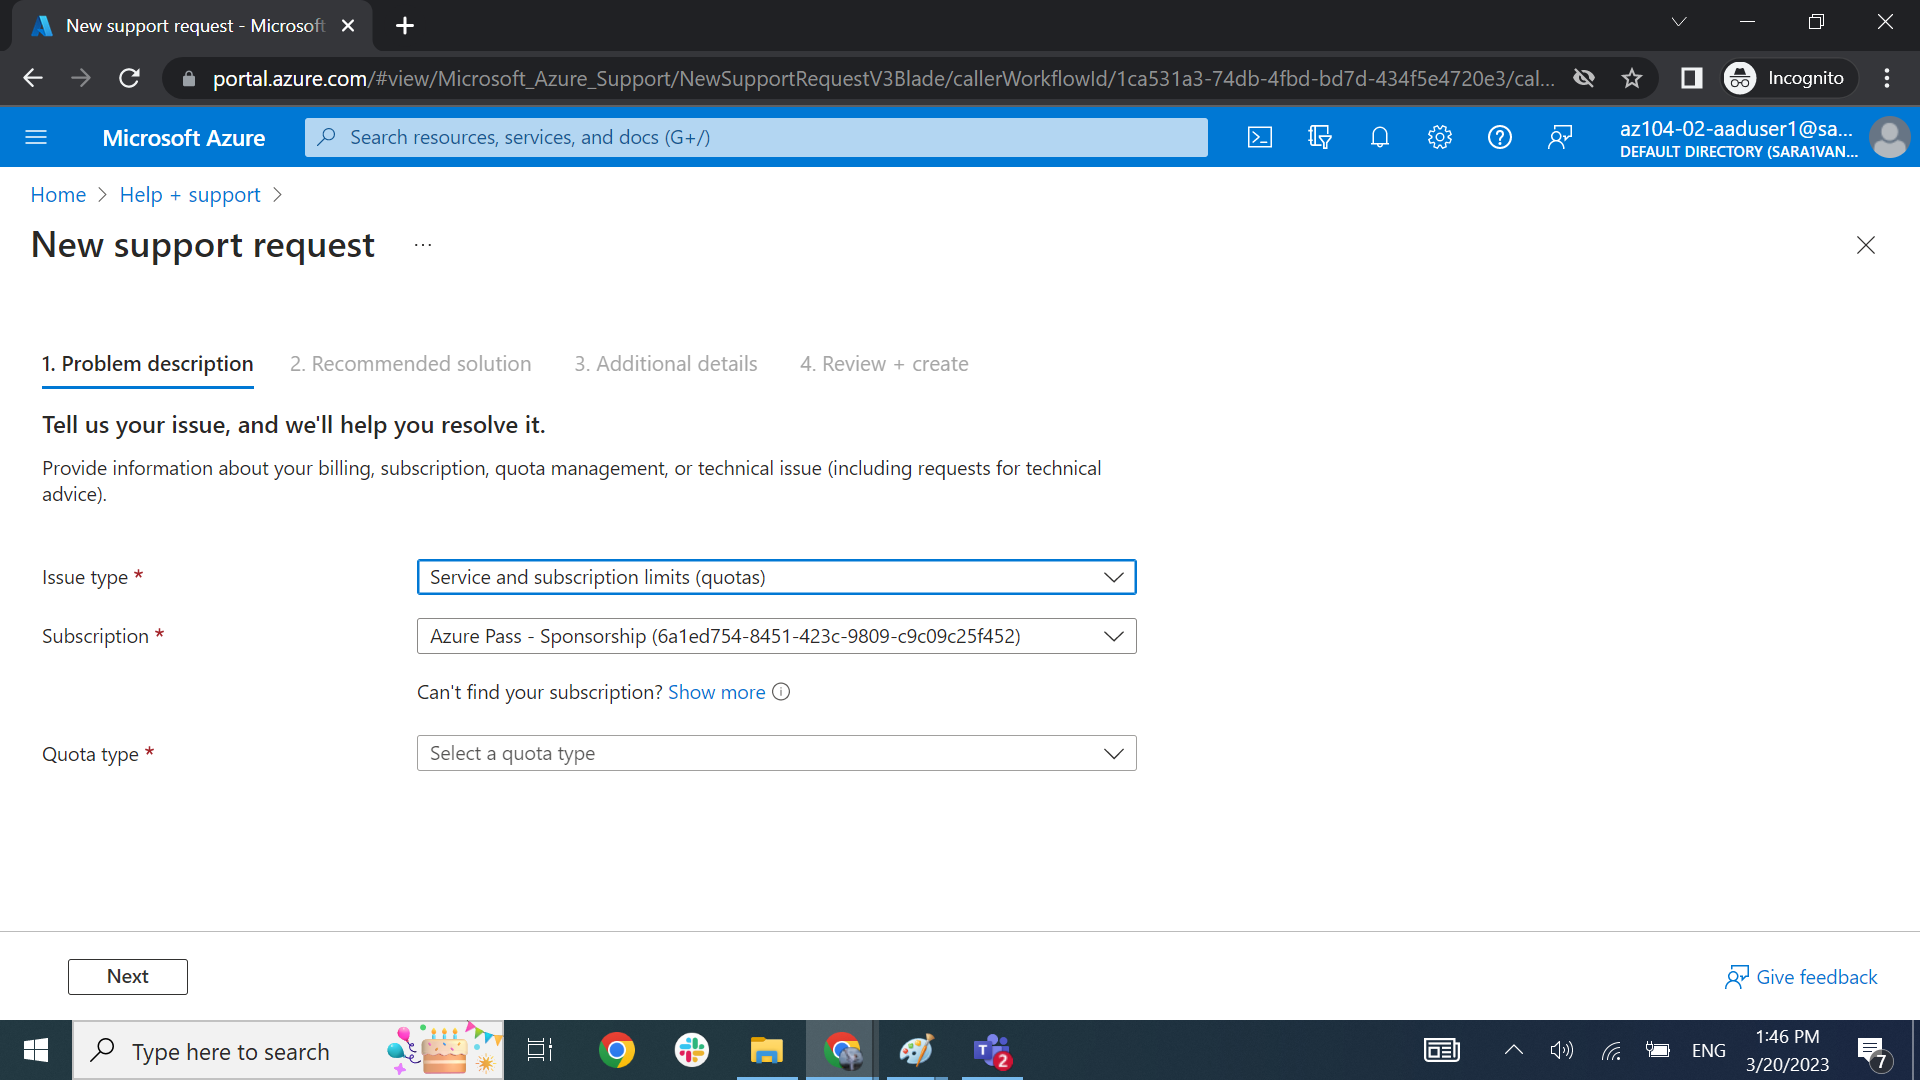 New support request - Microsoft
portal.azure.com/#view/Microsoft_Azure_Support/NewSupportRequestV3Blade/callerWorkflowId/1ca531a3-74db-4fbd-bd7d-434f5e4720e3/cal...
Incognito
Microsoft Azure
Search resources, services, and docs (G+/)
az104-02-aaduser1@sa...
DEFAULT DIRECTORY (SARA1VAN...
Home > Help + support >
New support request ...
1. Problem description
2. Recommended solution
3. Additional details
4. Review + create
Tell us your issue, and we'll help you resolve it.
Provide information about your billing, subscription, quota management, or technical issue (including requests for technical
advice).
Issue type *
Service and subscription limits (quotas)
Subscription *
Azure Pass - Sponsorship (6a1ed754-8451-423c-9809-c9c09c25f452)
Can't find your subscription? Show more
Quota type *
Select a quota type
Next
Give feedback
Type here to search
T
2
ENG
1:46 PM
3/20/2023
7